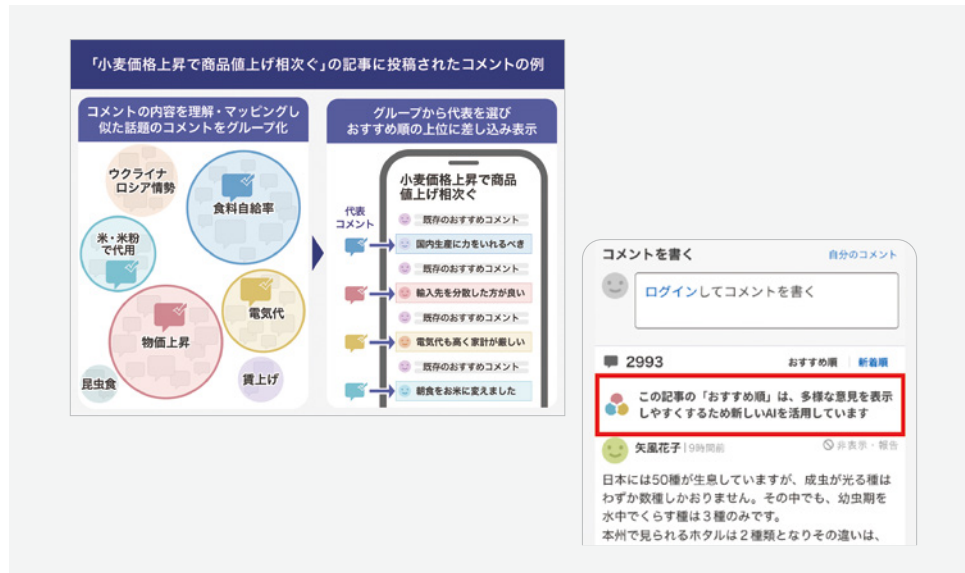 「小麦価格上昇で商品値上げ相次ぐ」の記事に投稿されたコメントの例
コメントの内容を理解・マッピングし
似た話題のコメントをグループ化
ウクライナ
ロシア情勢
食料自給率
米・米粉
で代用
電気代
物価上昇
昆虫食
賃上げ
グループから代表を選び
おすすめ順の上位に差し込み表示
小麦価格上昇で商品
値上げ相次ぐ
代表
コメント
既存のおすすめコメント
国内生産に力をいれるべき
既存のおすすめコメント
輸入先を分散した方が良い
既存のおすすめコメント
電気代も高く家計が厳しい
既存のおすすめコメント
朝食をお米に変えました
コメントを書く
自分のコメント
ログインしてコメントを書く
2993
おすすめ順
新着順
この記事の「おすすめ順」は、多様な意見を表示
しやすくするため新しいAIを活用しています
矢風花子 | 9時間前
非表示・報告
日本には50種が生息していますが、成虫が光る種は
わずか数種しかおりません。その中でも、幼虫期を
水中でくらす種は3種のみです。
本州で見られるホタルは2種類となりその違いは、